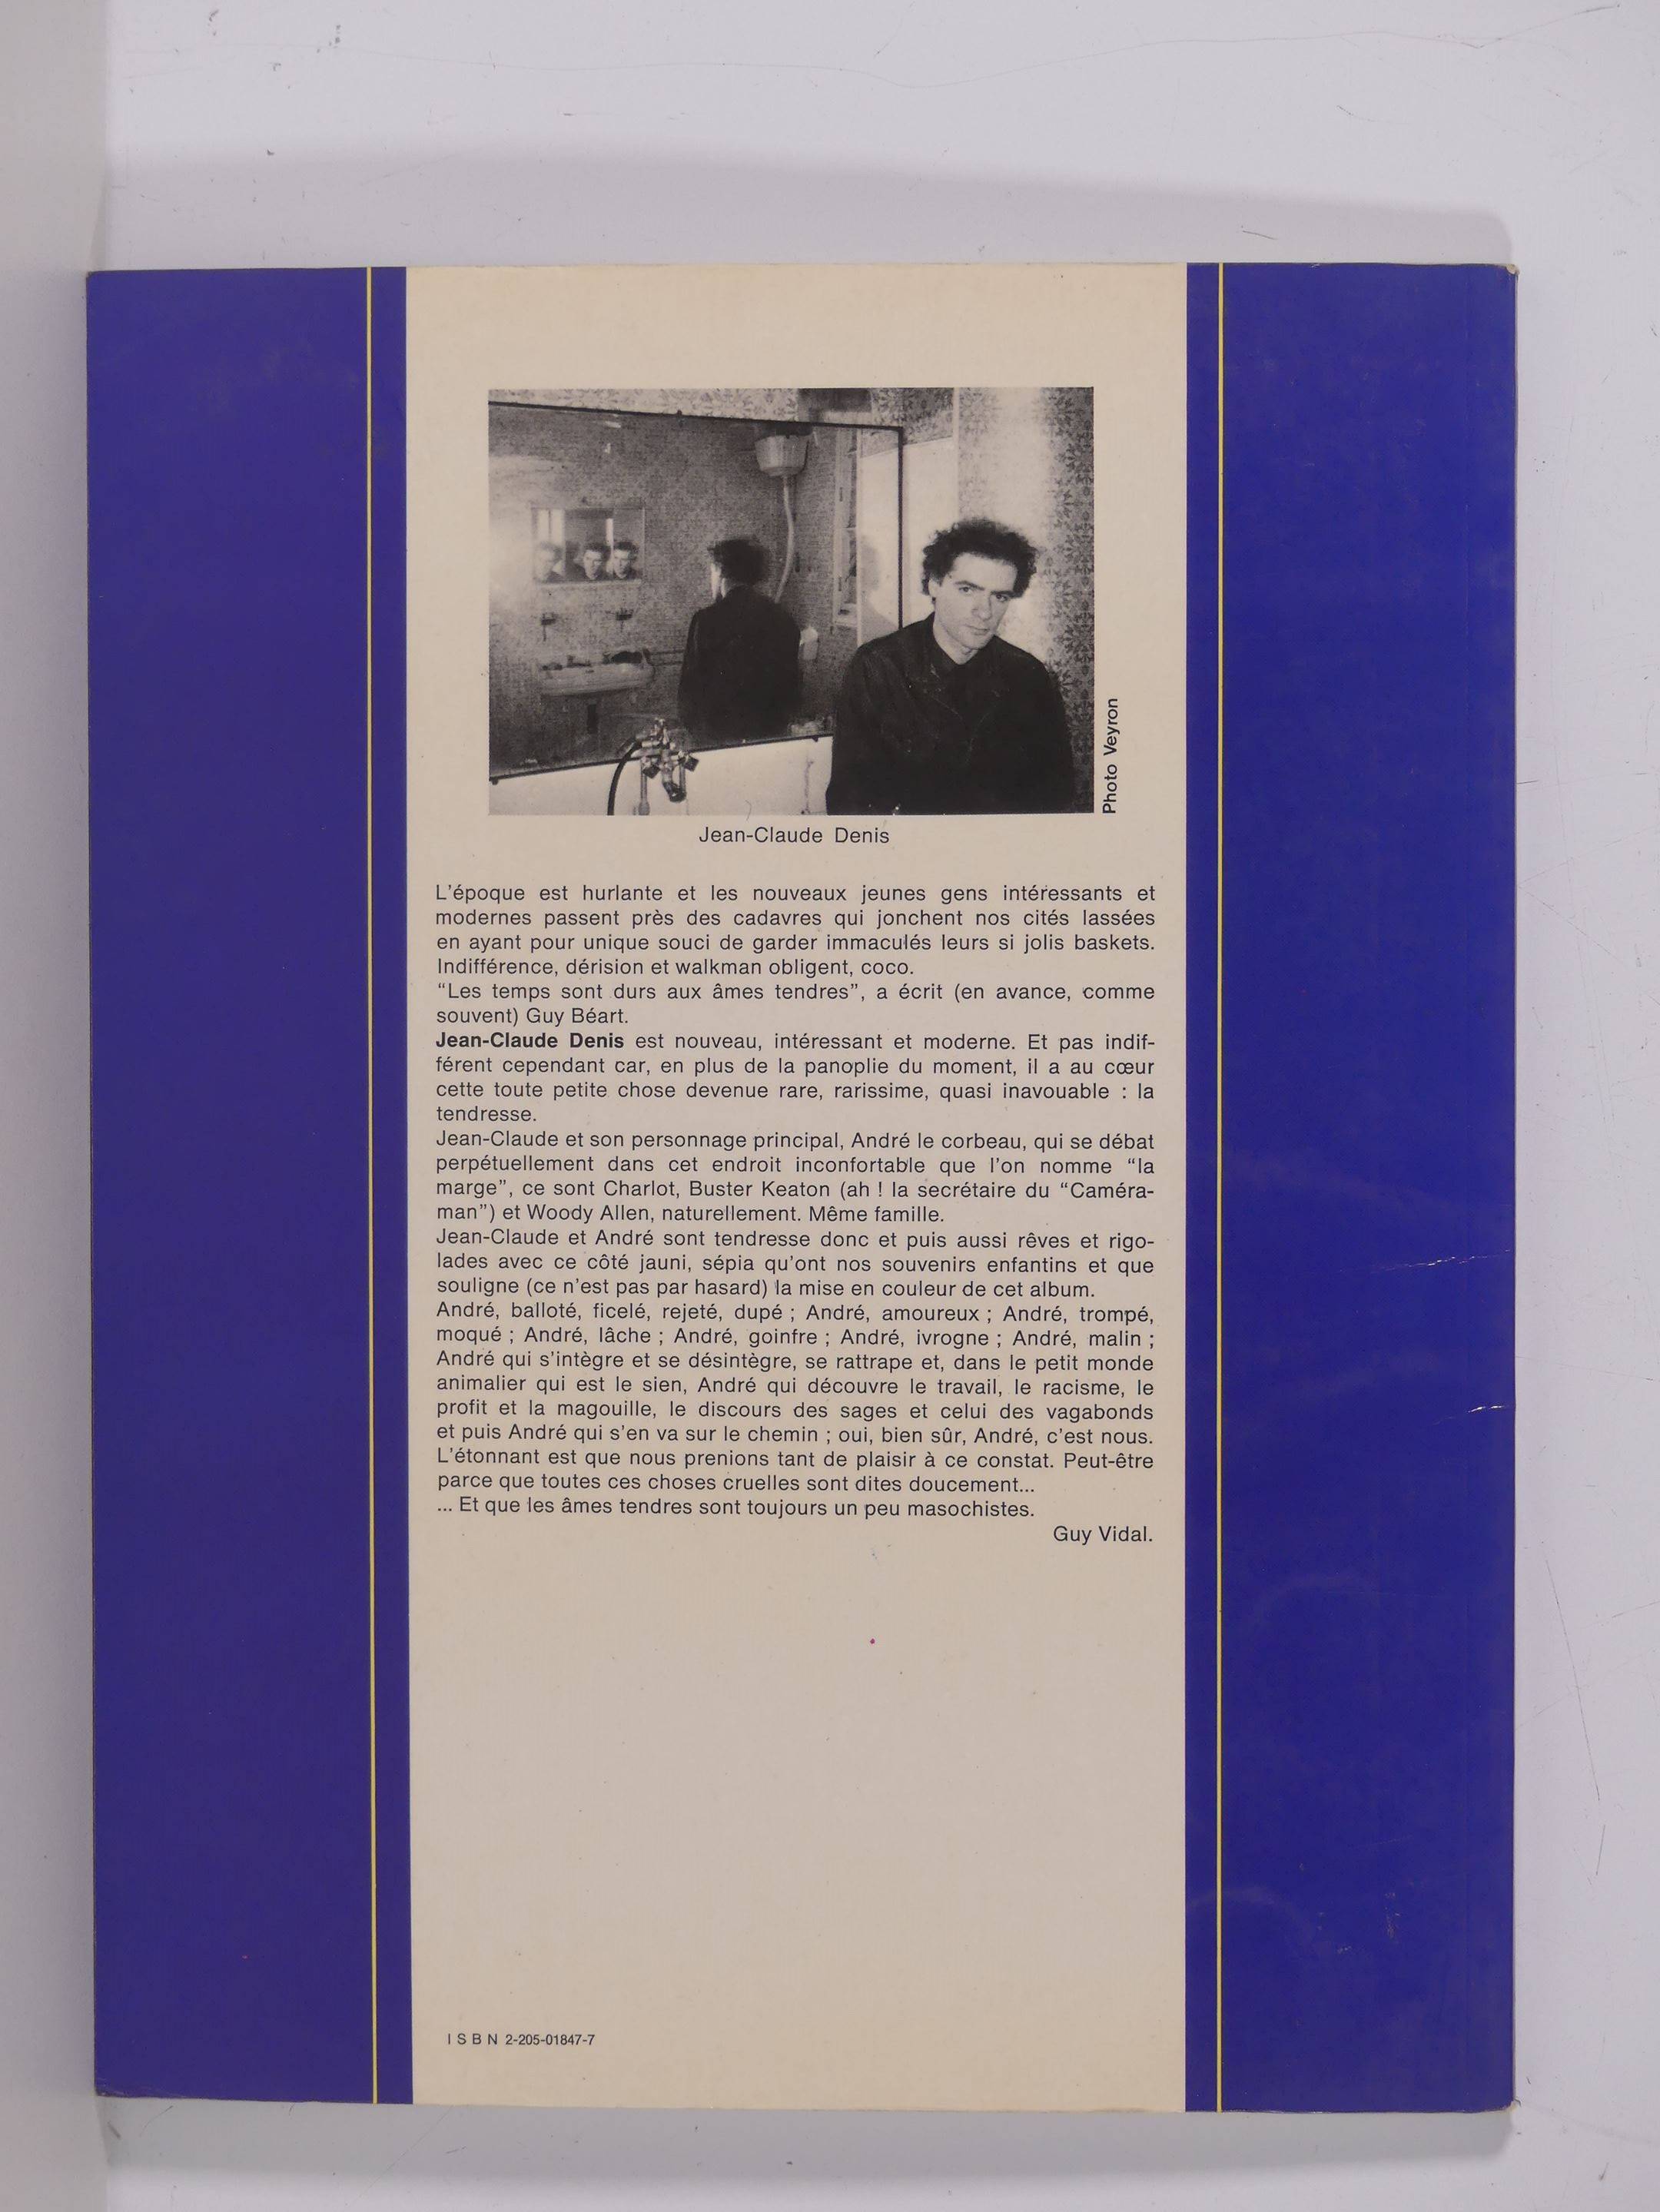 Photo Veyron
Jean-Claude Denis
L'époque est hurlante et les nouveaux jeunes gens intéressants et
modernes passent près des cadavres qui jonchent nos cités lassées
en ayant pour unique souci de garder immaculés leurs si jolis baskets.
Indifférence, dérision et walkman obligent, coco.
“Les temps sont durs aux âmes tendres”, a écrit (en avance, comme
souvent) Guy Béart.
Jean-Claude Denis est nouveau, intéressant et moderne. Et pas indif-
férent cependant car, en plus de la panoplie du moment, il a au cœur
cette toute petite chose devenue rare, rarissime, quasi inavouable : la
tendresse.
Jean-Claude et son personnage principal, André le corbeau, qui se débat
perpétuellement dans cet endroit inconfortable que l'on nomme “la
marge”, ce sont Charlot, Buster Keaton (ah ! la secrétaire du “Caméra-
man”) et Woody Allen, naturellement. Même famille.
Jean-Claude et André sont tendresse donc et puis aussi rêves et rigo-
lades avec ce côté jauni, sépia qu'ont nos souvenirs enfantins et que
souligne (ce n'est pas par hasard) la mise en couleur de cet album.
André, balloté, ficelé, rejeté, dupé ; André, amoureux ; André, trompé,
moqué ; André, lâche ; André, goinfre ; André, ivrogne ; André, malin ;
André qui s'intègre et se désintègre, se rattrape et, dans le petit monde
animalier qui est le sien, André qui découvre le travail, le racisme, le
profit et la magouille, le discours des sages et celui des vagabonds
et puis André qui s'en va sur le chemin ; oui, bien sûr, André, c'est nous.
L'étonnant est que nous prenions tant de plaisir à ce constat. Peut-être
parce que toutes ces choses cruelles sont dites doucement...
... Et que les âmes tendres sont toujours un peu masochistes.
Guy Vidal.
ISBN 2-205-01847-7